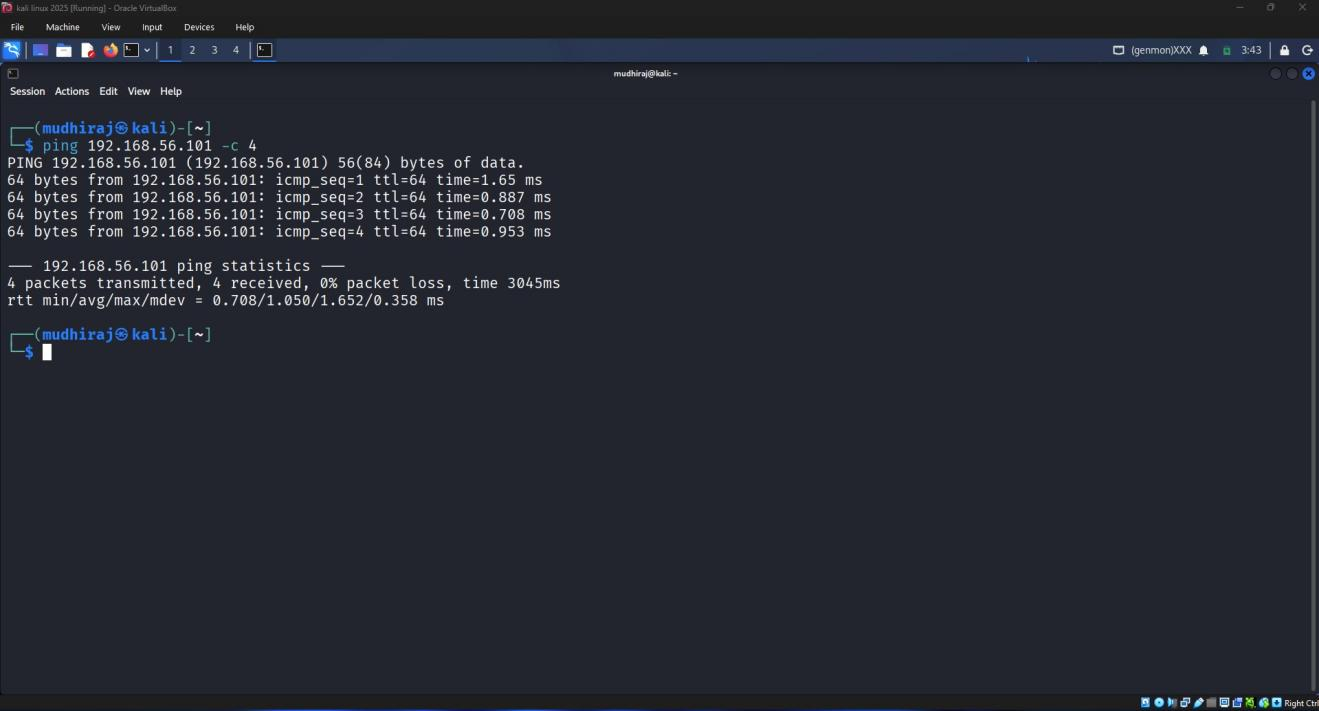 kali linux 2025 [Running] - Oracle VirtualBox
File Machine View Input Devices Help
1 2 3 4 (genmon)XXX 3:43
mudhiraj@kali: ~
Session Actions Edit View Help
┌──(mudhiraj㉿kali)-[~]
└─$ ping 192.168.56.101 -c 4
PING 192.168.56.101 (192.168.56.101) 56(84) bytes of data.
64 bytes from 192.168.56.101: icmp_seq=1 ttl=64 time=1.65 ms
64 bytes from 192.168.56.101: icmp_seq=2 ttl=64 time=0.887 ms
64 bytes from 192.168.56.101: icmp_seq=3 ttl=64 time=0.708 ms
64 bytes from 192.168.56.101: icmp_seq=4 ttl=64 time=0.953 ms
--- 192.168.56.101 ping statistics ---
4 packets transmitted, 4 received, 0% packet loss, time 3045ms
rtt min/avg/max/mdev = 0.708/1.050/1.652/0.358 ms
┌──(mudhiraj㉿kali)-[~]
└─$
Right Ctrl